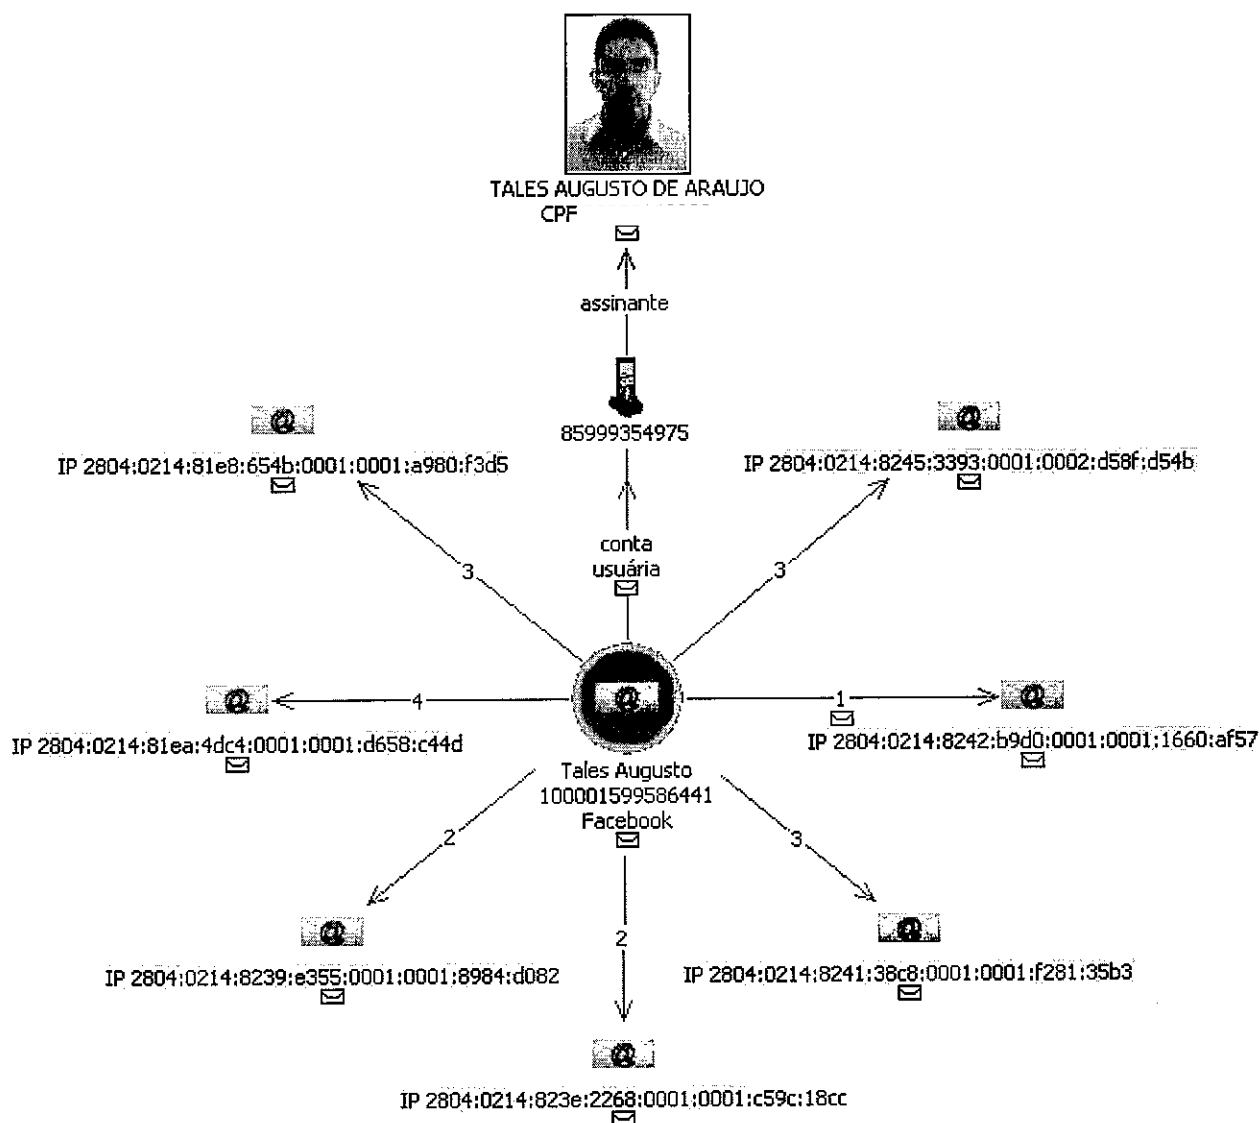 TALES AUGUSTO DE ARAUJO
CPF
assinante
85999354975
@
@
IP 2804:0214:81e8:654b:0001:0001:a980:f3d5
IP 2804:0214:8245:3393:0001:0002:d58f:d54b
conta
usuária
3
3
@
4
@
1
@
IP 2804:0214:81ea:4dc4:0001:0001:d658:c44d
IP 2804:0214:8242:b9d0:0001:0001:1660:af57
Tales Augusto
100001599586441
Facebook
2
3
@
2
@
IP 2804:0214:8239:e355:0001:0001:8984:d082
IP 2804:0214:8241:38c8:0001:0001:f281:35b3
@
IP 2804:0214:823e:2268:0001:0001:c59c:18cc